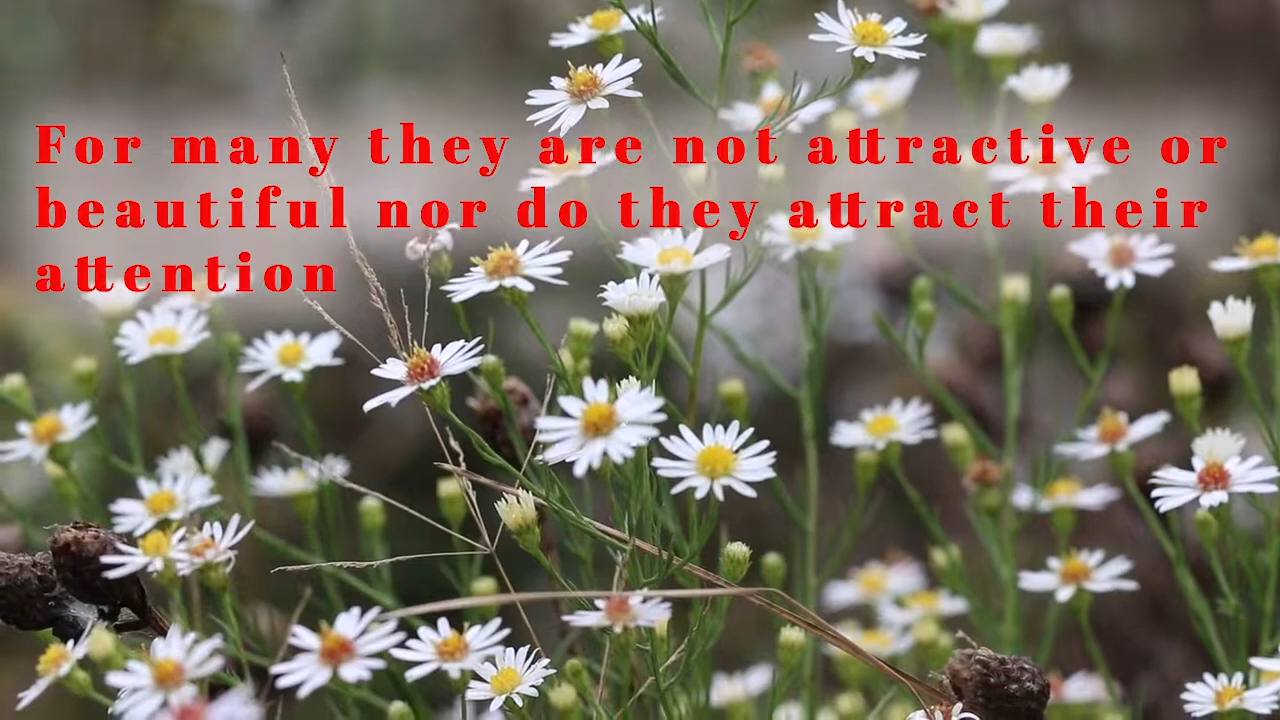 For many they are not attractive or
beautiful nor do they attract their
attention